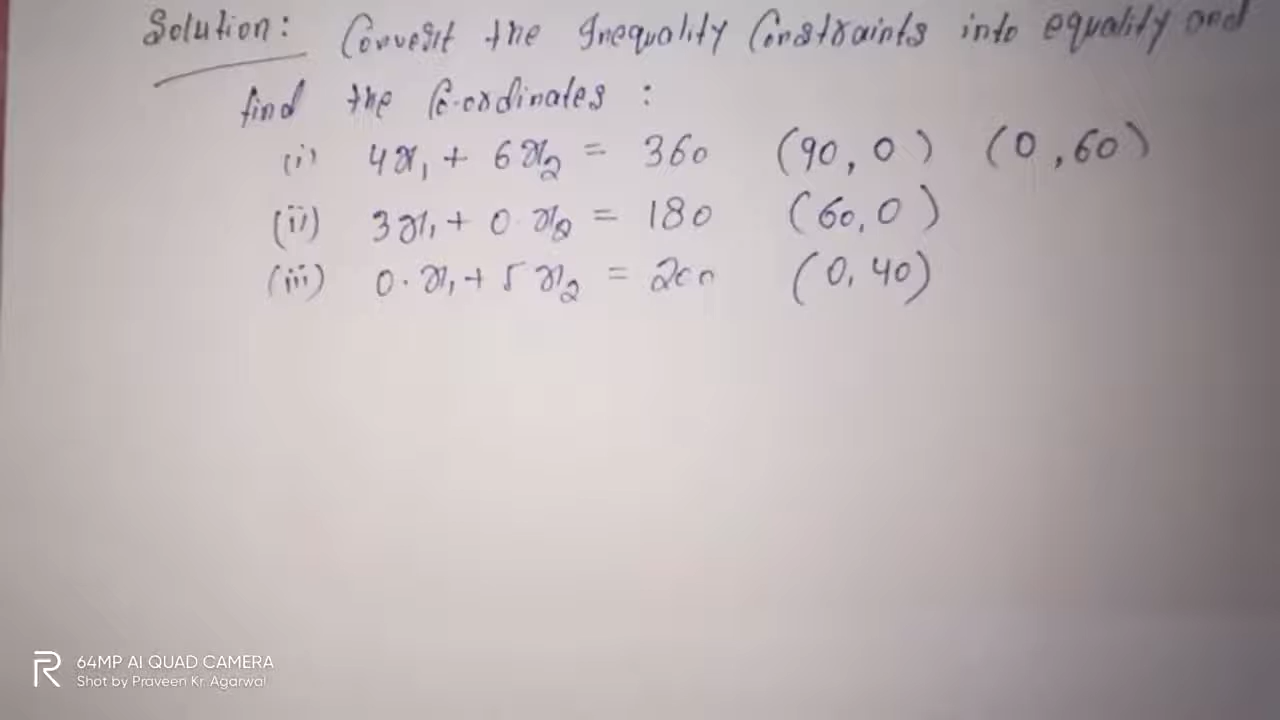 Solution: Convert the Inequality Constraints into equality and
find the Co-ordinates :
(i) 4x₁ + 6x₂ = 360 (90, 0) (0, 60)
(ii) 3x₁ + 0·x₂ = 180 (60, 0)
(iii) 0·x₁ + 5x₂ = 200 (0, 40)
64MP AI QUAD CAMERA
Shot by Praveen Kr. Agarwal